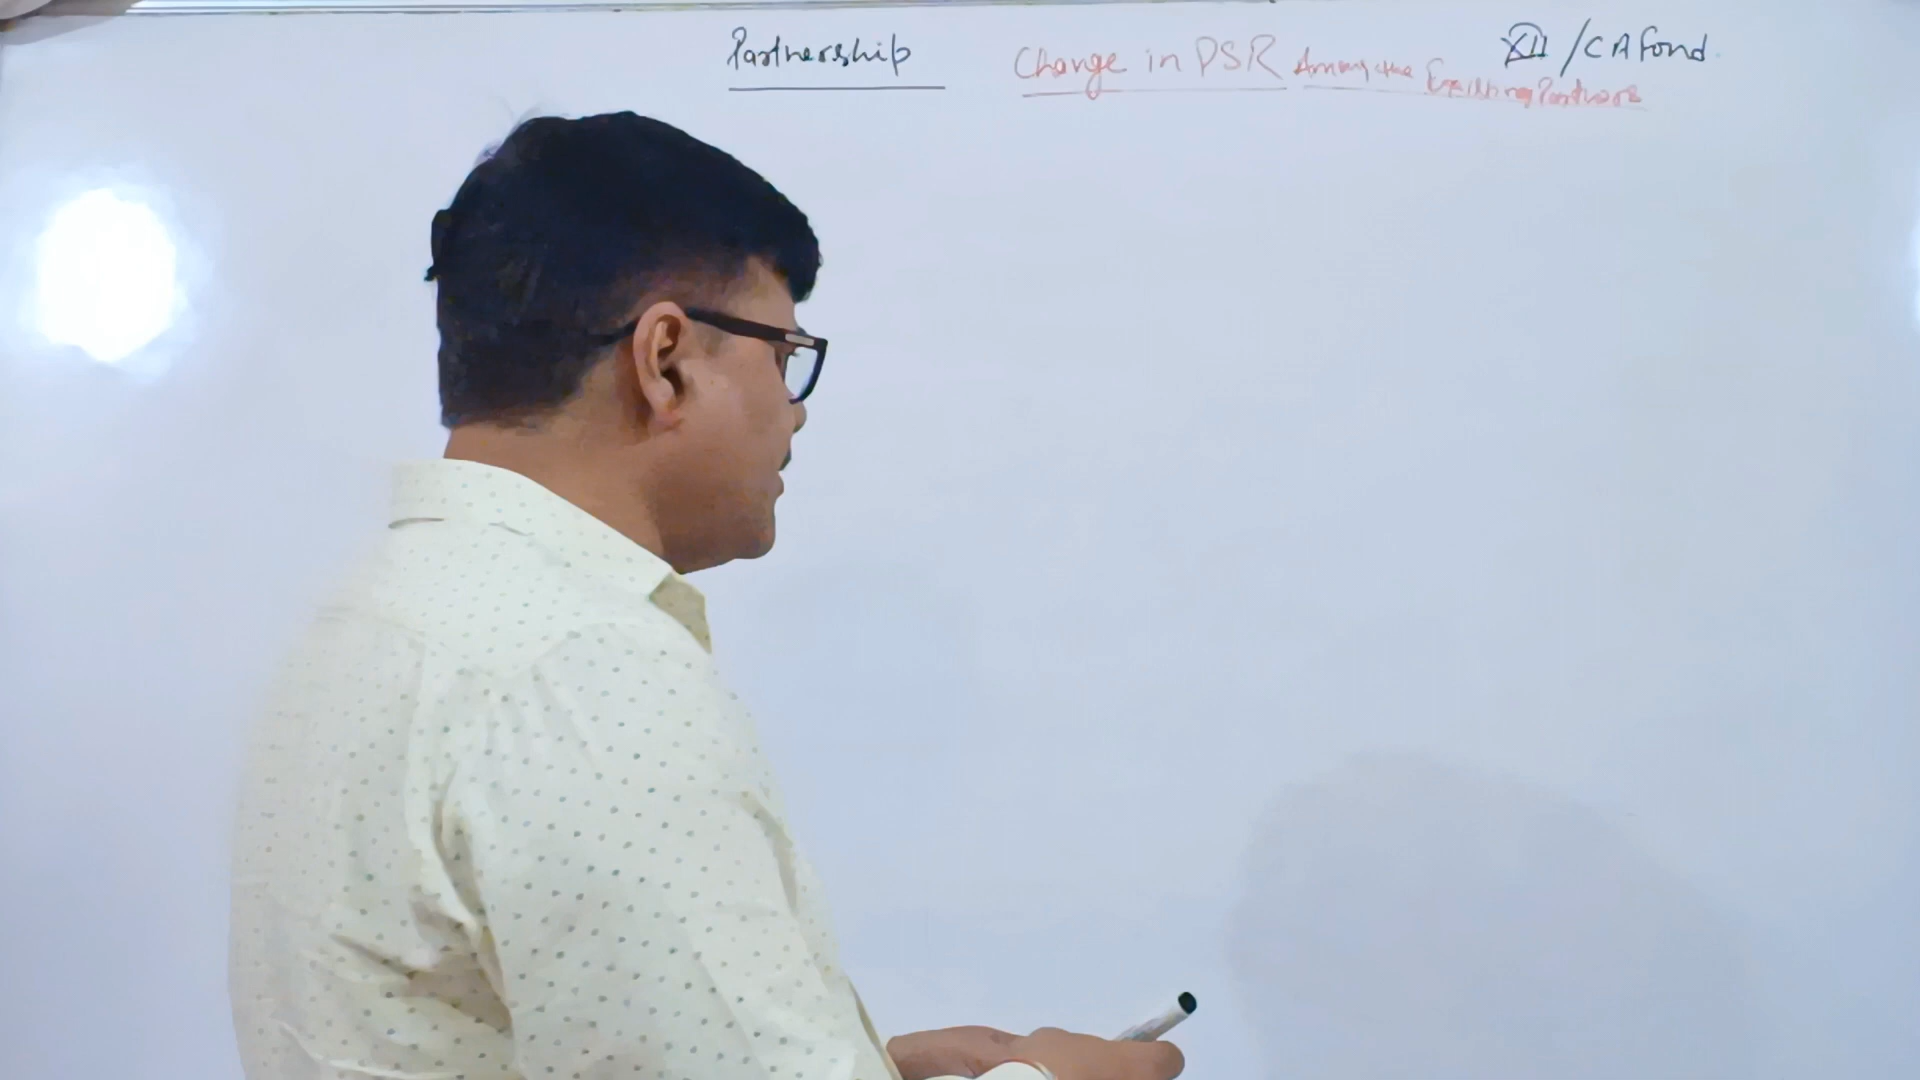 Partnership
Change in PSR Among the Existing Partners
XII / CA Fond.